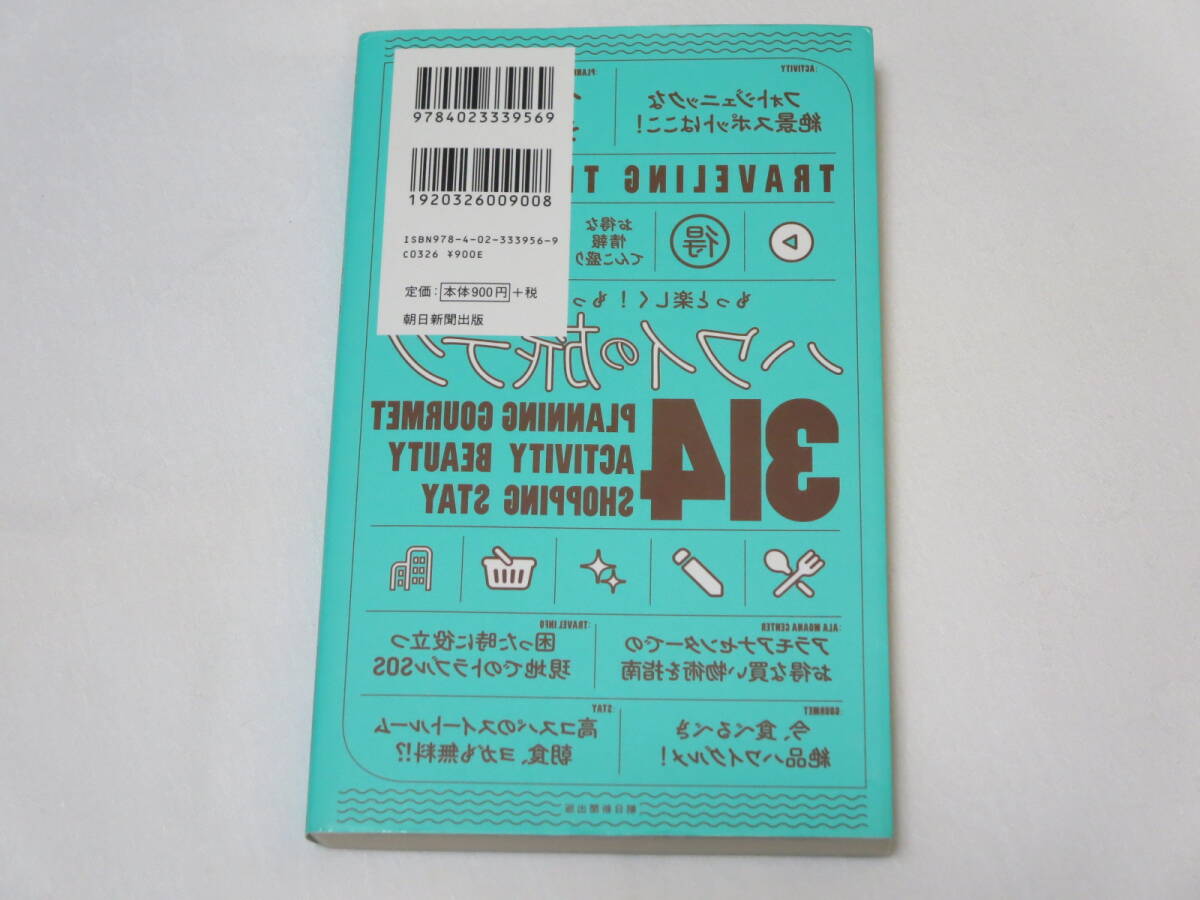 9784023339569
1920326009008
ISBN978-4-02-333956-9
C0326 ¥900E
定価:本体900円+税
朝日新聞出版
:ACTIVITY
フォトジェニックな
絶景スポットはここ!
:PLANN
TRAVELING T
得
お得な
情報
てんこ盛り
もっと楽しく!もっ
ハワイの旅テク
314
PLANNING GOURMET
ACTIVITY BEAUTY
SHOPPING STAY
:ALA MOANA CENTER
アラモアナセンターでの
お得な買い物術を指南
:TRAVEL INFO
困った時に役立つ
現地でのトラブルSOS
:GOURMET
今、食べるべき
絶品ハワイグルメ!
:STAY
高コスパのスイートルーム
朝食、ヨガも無料!?
朝日新聞出版